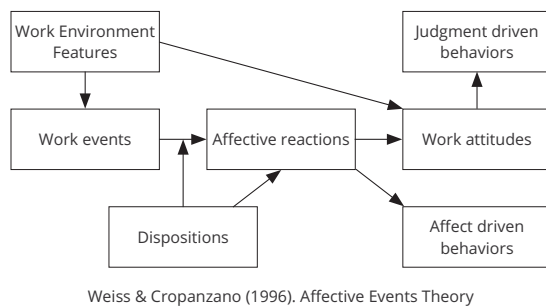 Work Environment
Features
Judgment driven
behaviors
Work events
Affective reactions
Work attitudes
Dispositions
Affect driven
behaviors
Weiss & Cropanzano (1996). Affective Events Theory